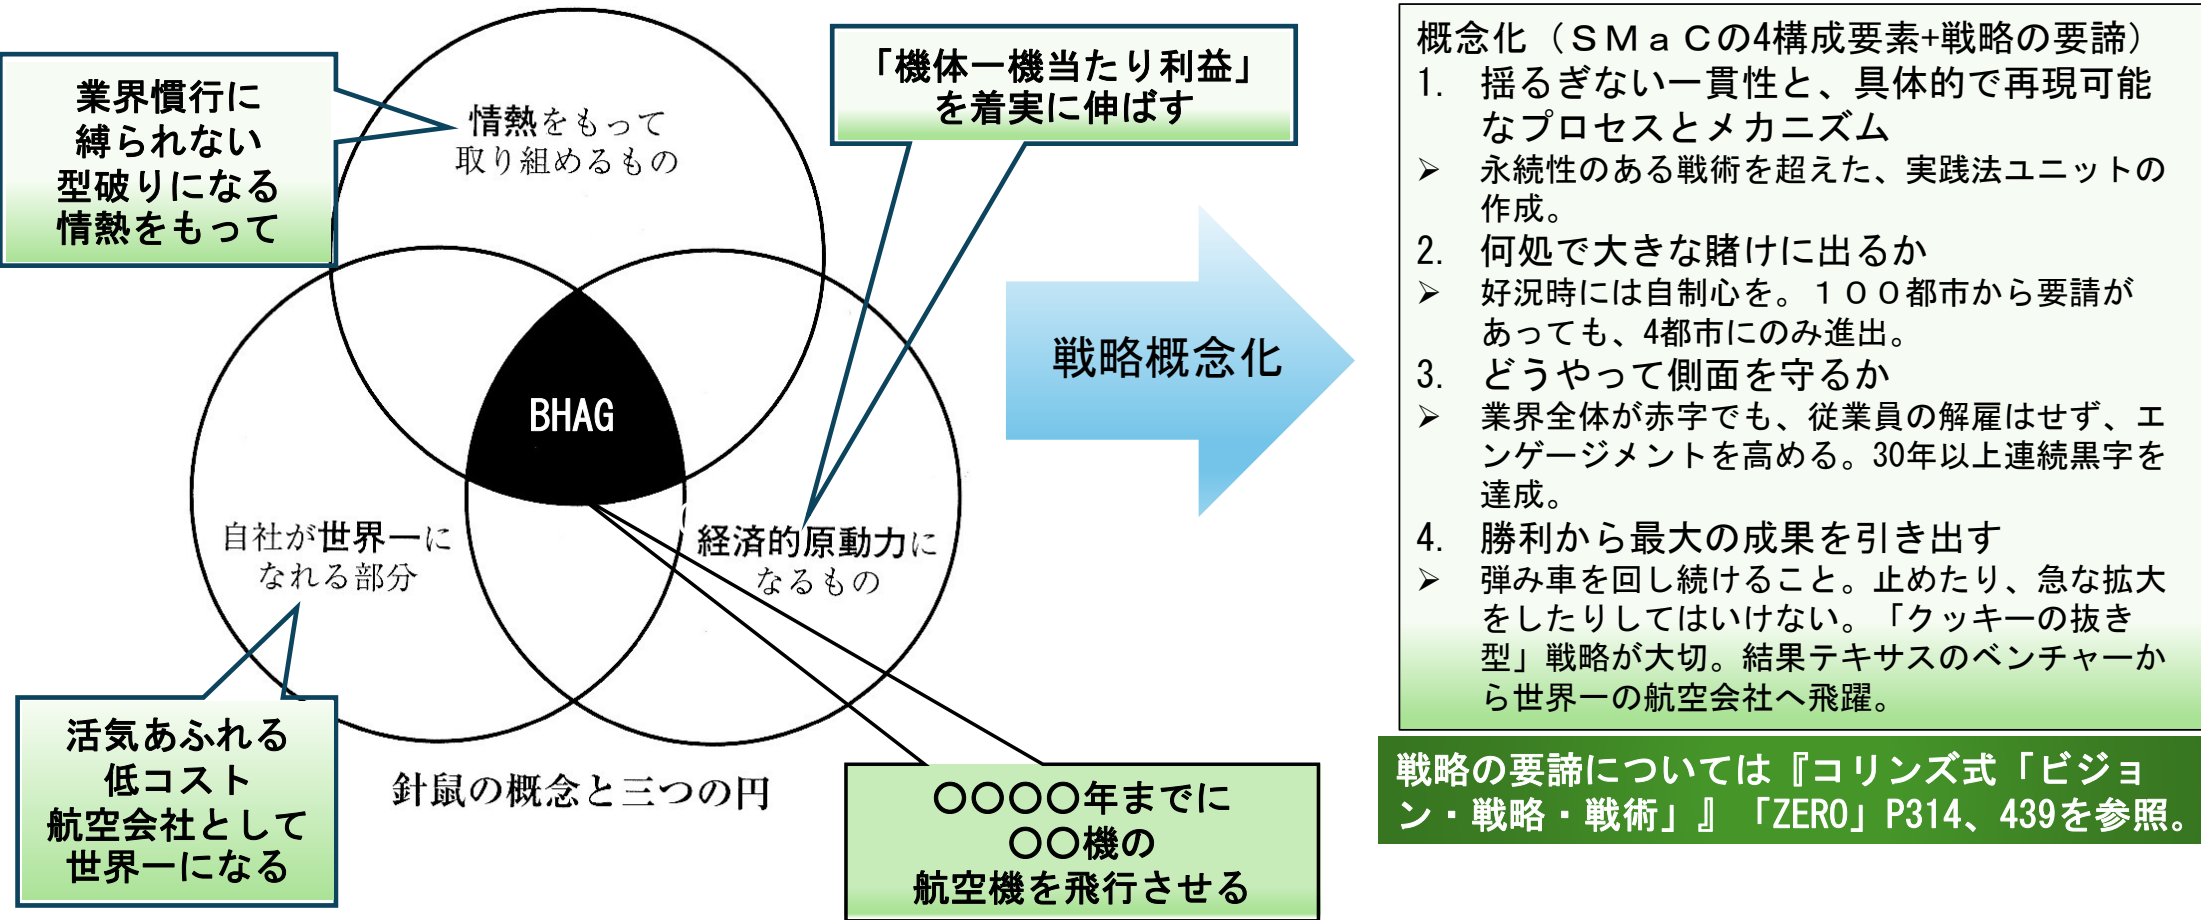 業界慣行に
縛られない
型破りになる
情熱をもって
情熱をもって
取り組めるもの
「機体一機当たり利益」
を着実に伸ばす
BHAG
自社が世界一に
なれる部分
経済的原動力に
なるもの
活気あふれる
低コスト
航空会社として
世界一になる
針鼠の概念と三つの円
〇〇〇〇年までに
〇〇機の
航空機を飛行させる
戦略概念化
概念化（ＳＭａＣの4構成要素+戦略の要諦）
1. 揺るぎない一貫性と、具体的で再現可能
なプロセスとメカニズム
➢ 永続性のある戦術を超えた、実践法ユニットの
作成。
2. 何処で大きな賭けに出るか
➢ 好況時には自制心を。１００都市から要請が
あっても、4都市にのみ進出。
3. どうやって側面を守るか
➢ 業界全体が赤字でも、従業員の解雇はせず、エ
ンゲージメントを高める。30年以上連続黒字を
達成。
4. 勝利から最大の成果を引き出す
➢ 弾み車を回し続けること。止めたり、急な拡大
をしたりしてはいけない。「クッキーの抜き
型」戦略が大切。結果テキサスのベンチャーか
ら世界一の航空会社へ飛躍。
戦略の要諦については『コリンズ式「ビジョ
ン・戦略・戦術」』「ZERO」P314、439を参照。